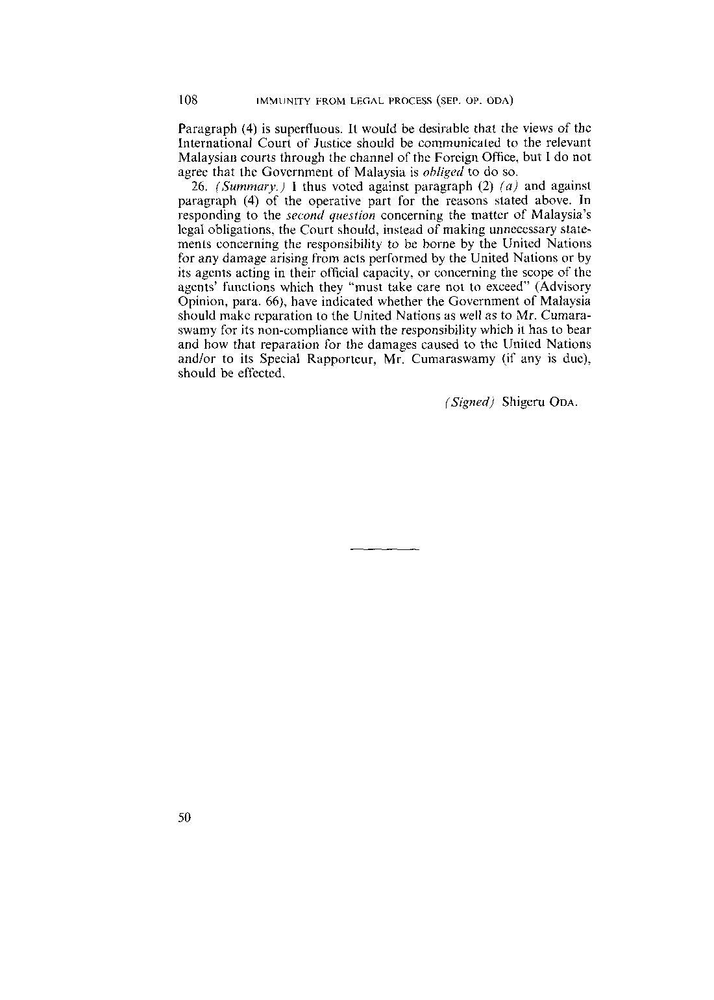 108 IMMUNITY FROM LEGAL PROCESS (SEP. OP. ODA)
Paragraph (4) is superfluous. It would be desirable that the views of the
International Court of Justice should be communicated to the relevant
Malaysian courts through the channel of the Foreign Office, but I do not
agree that the Government of Malaysia is obliged to do so.
26. (Summary.) I thus voted against paragraph (2) (a) and against
paragraph (4) of the operative part for the reasons stated above. In
responding to the second question concerning the matter of Malaysia's
legal obligations, the Court should, instead of making unnecessary state-
ments concerning the responsibility to be borne by the United Nations
for any damage arising from acts performed by the United Nations or by
its agents acting in their official capacity, or concerning the scope of the
agents' functions which they "must take care not to exceed" (Advisory
Opinion, para. 66), have indicated whether the Government of Malaysia
should make reparation to the United Nations as well as to Mr. Cumara-
swamy for its non-compliance with the responsibility which it has to bear
and how that reparation for the damages caused to the United Nations
and/or to its Special Rapporteur, Mr. Cumaraswamy (if any is due),
should be effected.
(Signed) Shigeru ODA.
50